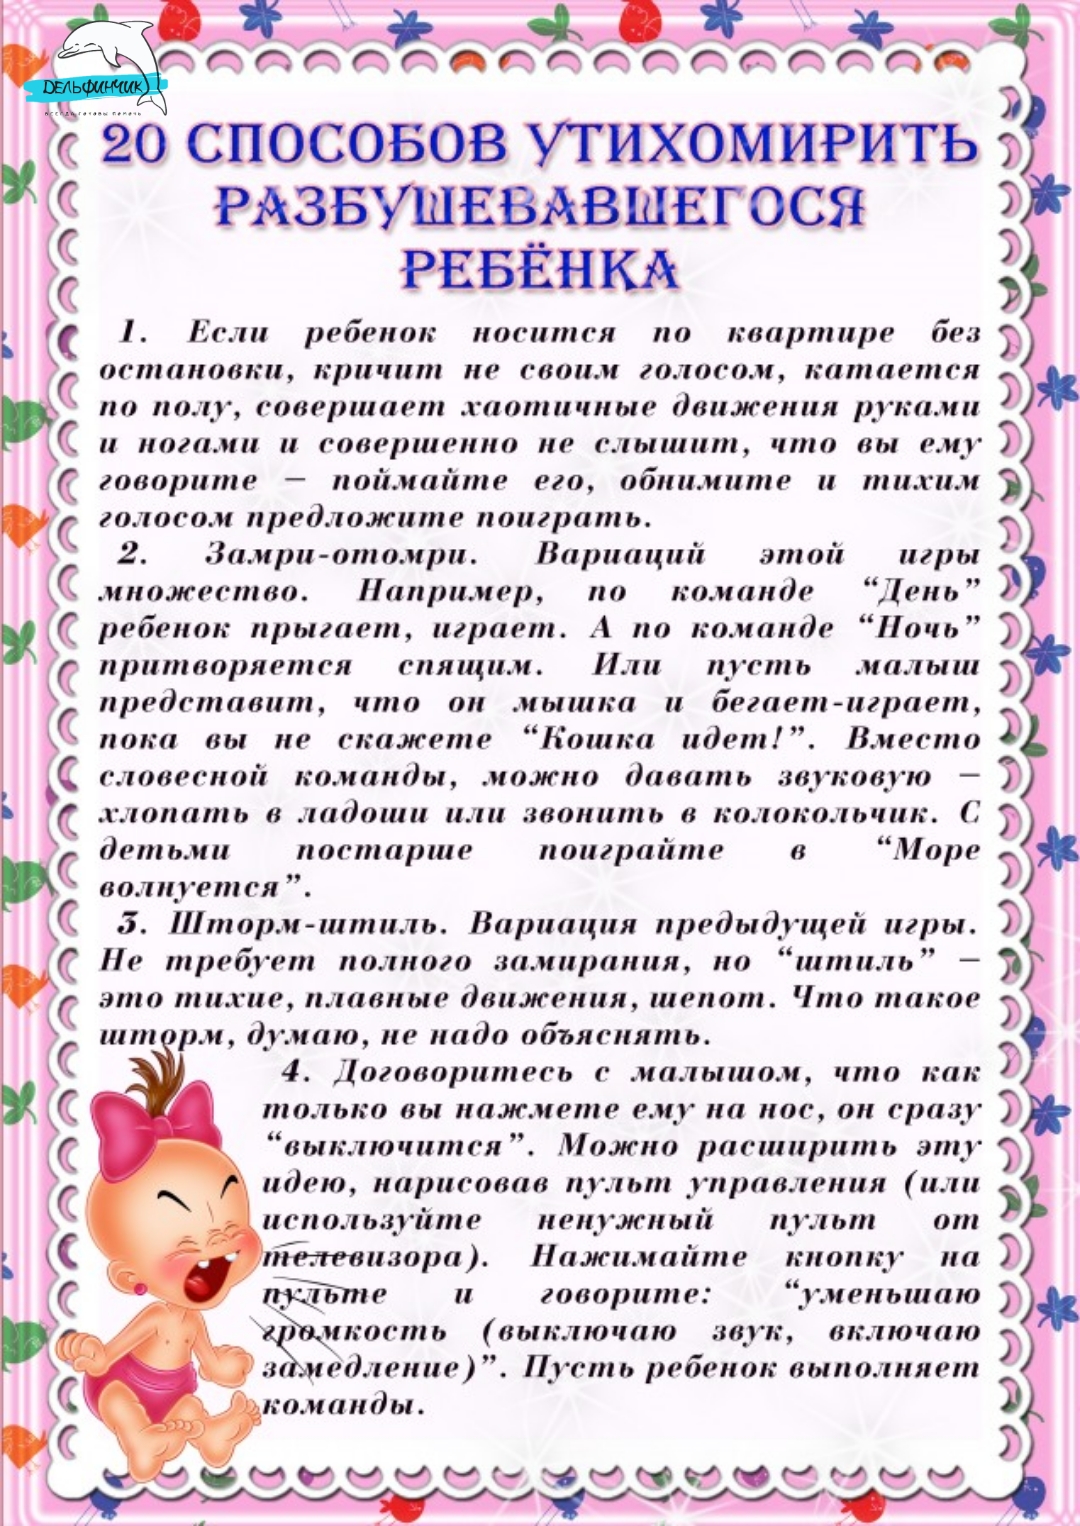 ДЕЛЬФИНЧИК
20 СПОСОБОВ УТИХОМИРИТЬ
РАЗБУШЕВАВШЕГОСЯ
РЕБЁНКА
1. Если ребенок носится по квартире без
остановки, кричит не своим голосом, катается
по полу, совершает хаотичные движения руками
и ногами и совершенно не слышит, что вы ему
говорите – поймайте его, обнимите и тихим
голосом предложите поиграть.
2. Замри-отомри. Вариаций этой игры
множество. Например, по команде “День”
ребенок прыгает, играет. А по команде “Ночь”
притворяется спящим. Или пусть малыш
представит, что он мышка и бегает-играет,
пока вы не скажете “Кошка идет!”. Вместо
словесной команды, можно давать звуковую –
хлопать в ладоши или звонить в колокольчик. С
детьми постарше поиграйте в “Море
волнуется”.
3. Шторм-штиль. Вариация предыдущей игры.
Не требует полного замирания, но “штиль” –
это тихие, плавные движения, шепот. Что такое
шторм, думаю, не надо объяснять.
4. Договоритесь с малышом, что как
только вы нажмете ему на нос, он сразу
“выключится”. Можно расширить эту
идею, нарисовав пульт управления (или
используйте ненужный пульт от
телевизора). Нажимайте кнопку на
пульте и говорите: “уменьшаю
громкость (выключаю звук, включаю
замедление)”. Пусть ребенок выполняет
команды.